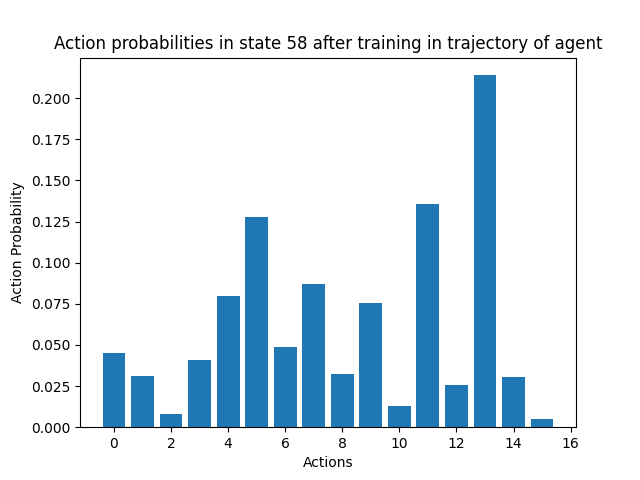 Action probabilities in state 58 after training in trajectory of agent
0.200
0.175
0.150
0.125
0.100
0.075
0.050
0.025
0.000
Action Probability
0 2 4 6 8 10 12 14 16
Actions